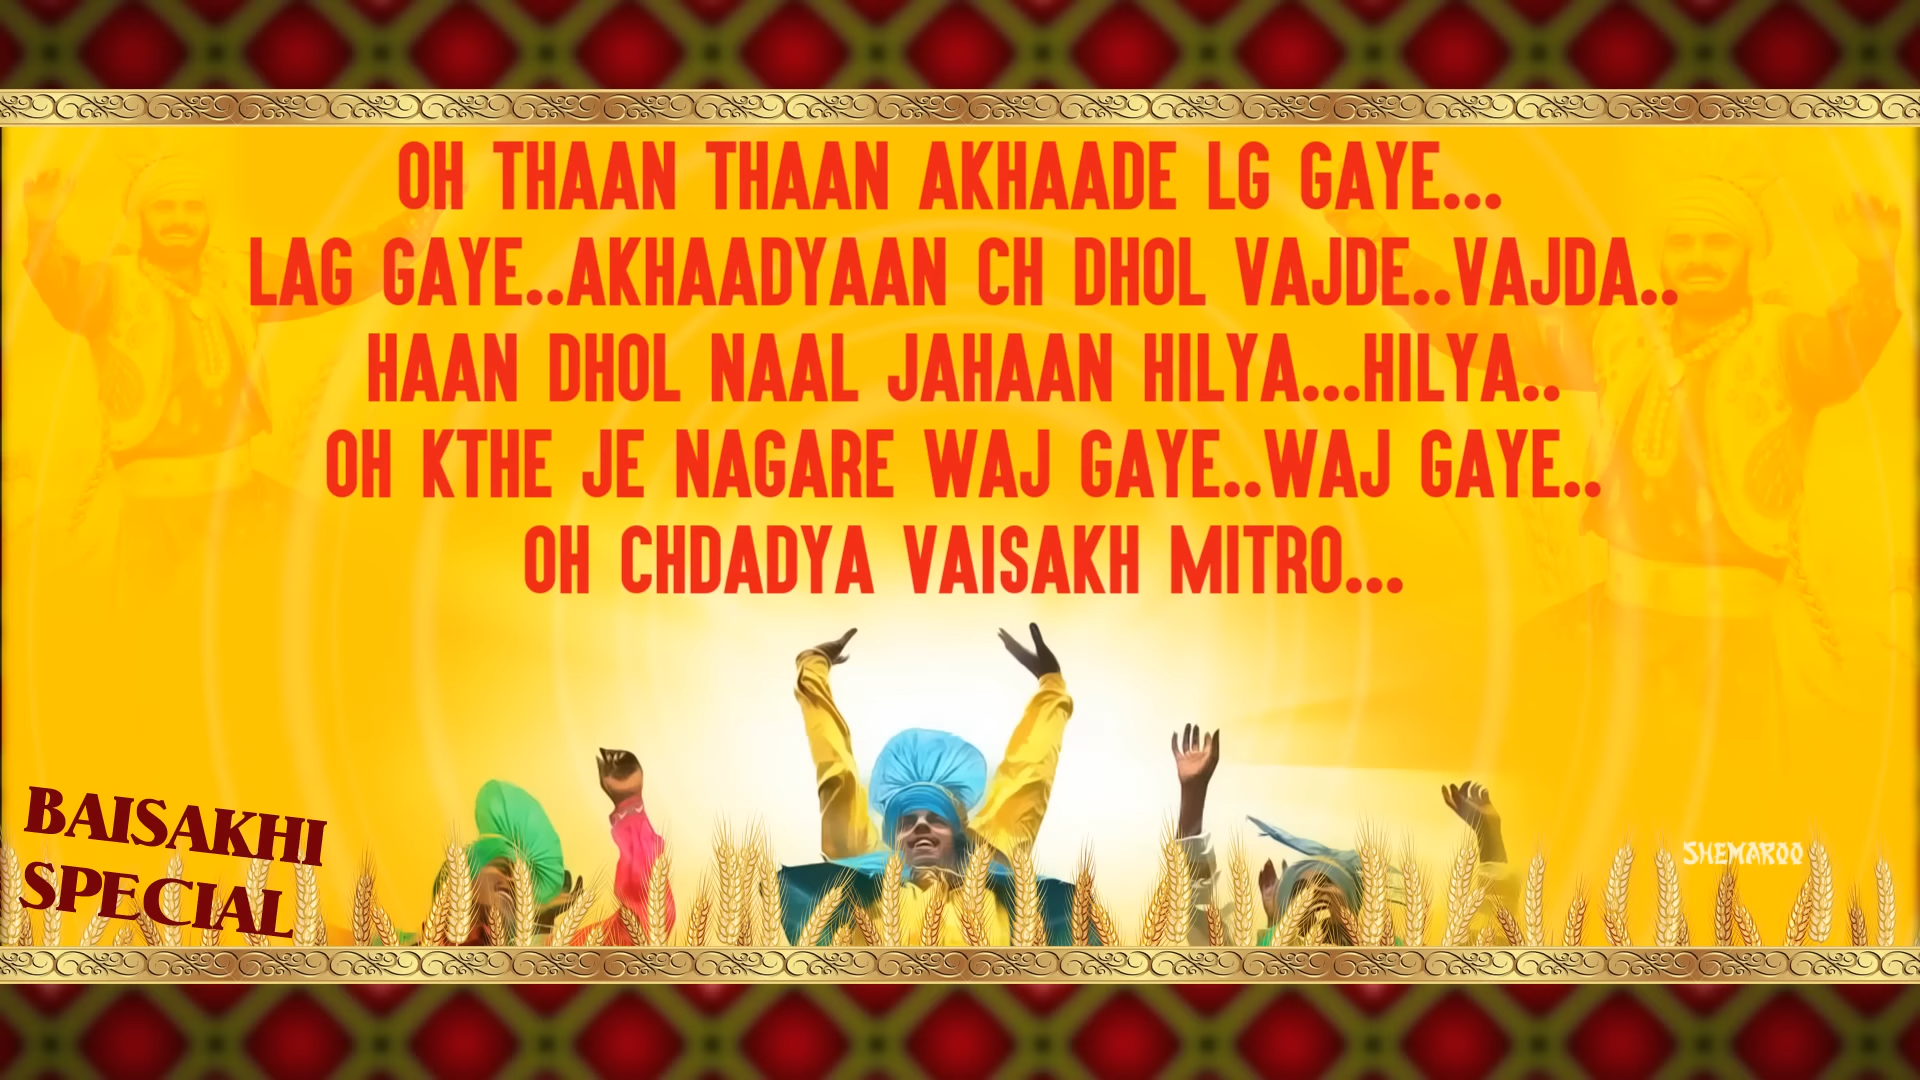 OH THAAN THAAN AKHAADE LG GAYE...
LAG GAYE..AKHAADYAAN CH DHOL VAJDE..VAJDA..
HAAN DHOL NAAL JAHAAN HILYA...HILYA..
OH KTHE JE NAGARE WAJ GAYE..WAJ GAYE..
OH CHDADYA VAISAKH MITRO...
BAISAKHI
SPECIAL
SHEMAROO